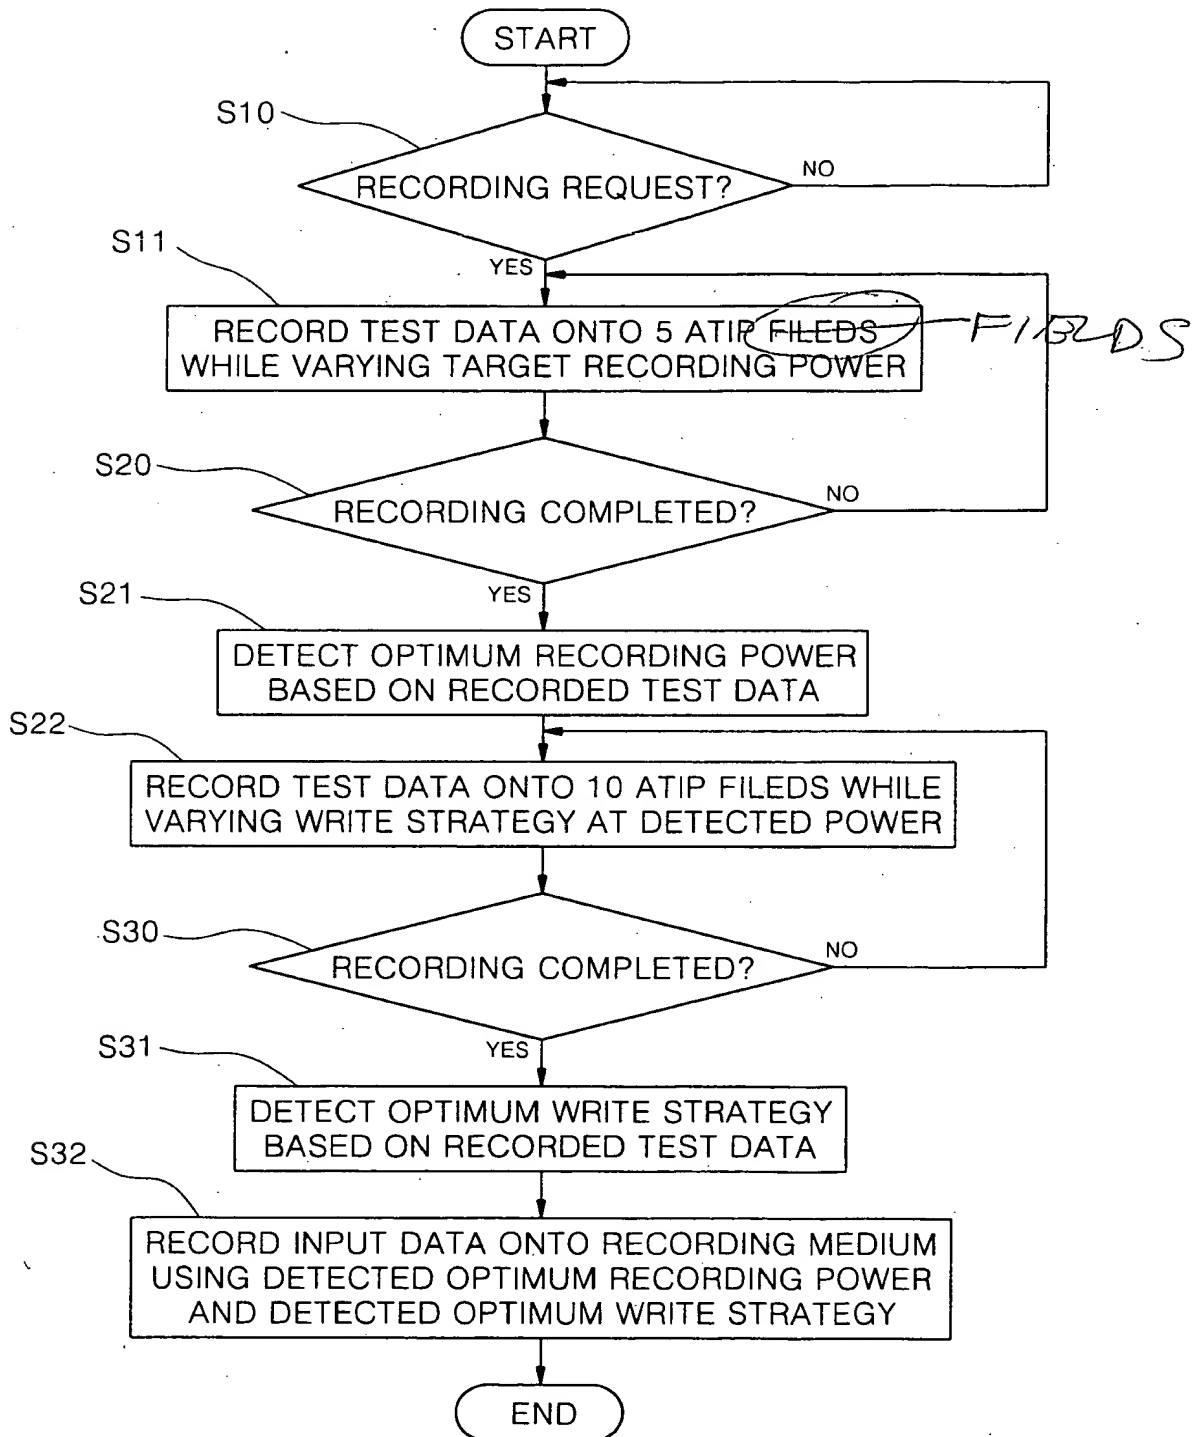 START
S10
RECORDING REQUEST?
NO
YES
S11
RECORD TEST DATA ONTO 5 ATIP FILEDS
FIELDS
WHILE VARYING TARGET RECORDING POWER
S20
RECORDING COMPLETED?
NO
YES
S21
DETECT OPTIMUM RECORDING POWER
BASED ON RECORDED TEST DATA
S22
RECORD TEST DATA ONTO 10 ATIP FILEDS WHILE
VARYING WRITE STRATEGY AT DETECTED POWER
S30
RECORDING COMPLETED?
NO
YES
S31
DETECT OPTIMUM WRITE STRATEGY
BASED ON RECORDED TEST DATA
S32
RECORD INPUT DATA ONTO RECORDING MEDIUM
USING DETECTED OPTIMUM RECORDING POWER
AND DETECTED OPTIMUM WRITE STRATEGY
END